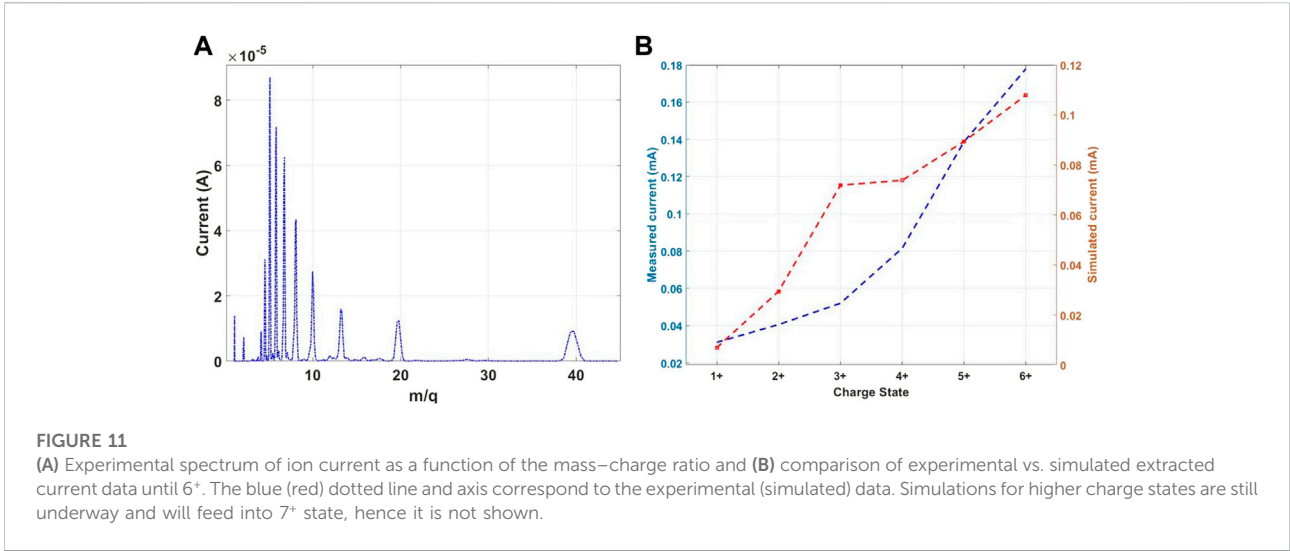 A
×10-5
8
6
4
2
0
Current (A)
10
20
30
40
m/q
B
0.18
0.16
0.14
0.12
0.1
0.08
0.06
0.04
0.02
Measured current (mA)
0.12
0.1
0.08
0.06
0.04
0.02
0
Simulated current (mA)
1+
2+
3+
4+
5+
6+
Charge State
FIGURE 11
(A) Experimental spectrum of ion current as a function of the mass–charge ratio and (B) comparison of experimental vs. simulated extracted
current data until 6⁺. The blue (red) dotted line and axis correspond to the experimental (simulated) data. Simulations for higher charge states are still
underway and will feed into 7⁺ state, hence it is not shown.